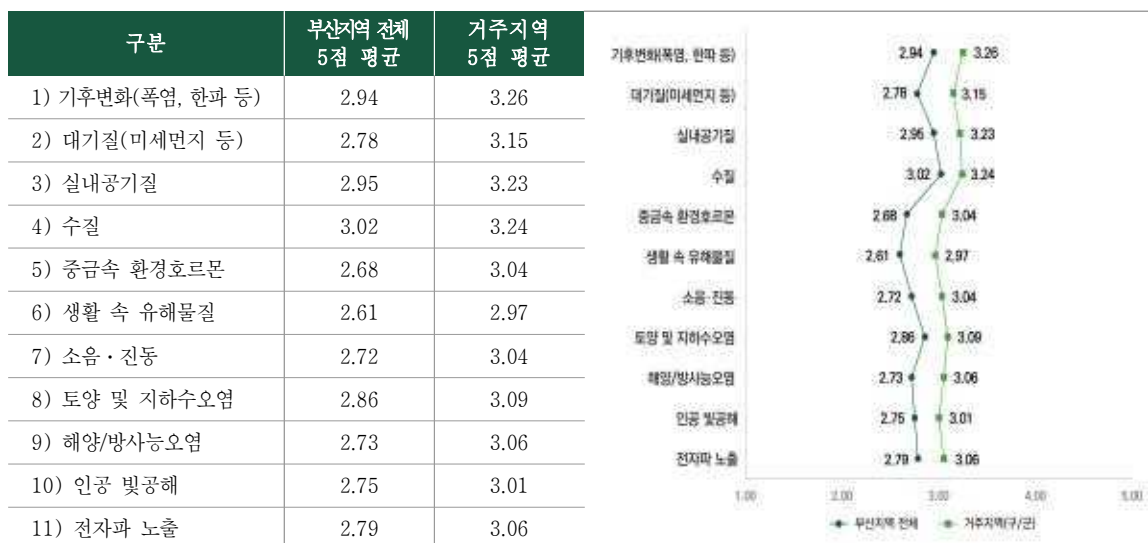 구분 부산지역 전체 5점 평균 거주지역 5점 평균
1) 기후변화(폭염, 한파 등) 2.94 3.26
2) 대기질(미세먼지 등) 2.78 3.15
3) 실내공기질 2.95 3.23
4) 수질 3.02 3.24
5) 중금속 환경호르몬 2.68 3.04
6) 생활 속 유해물질 2.61 2.97
7) 소음・진동 2.72 3.04
8) 토양 및 지하수오염 2.86 3.09
9) 해양/방사능오염 2.73 3.06
10) 인공 빛공해 2.75 3.01
11) 전자파 노출 2.79 3.06
기후변화(폭염, 한파 등) 2.94 3.26
대기질(미세먼지 등) 2.78 3.15
실내공기질 2.95 3.23
수질 3.02 3.24
중금속 환경호르몬 2.68 3.04
생활 속 유해물질 2.61 2.97
소음·진동 2.72 3.04
토양 및 지하수오염 2.86 3.09
해양/방사능오염 2.73 3.06
인공 빛공해 2.75 3.01
전자파 노출 2.79 3.06
1.00 2.00 3.00 4.00 5.00
부산지역 전체 거주지역(구/군)